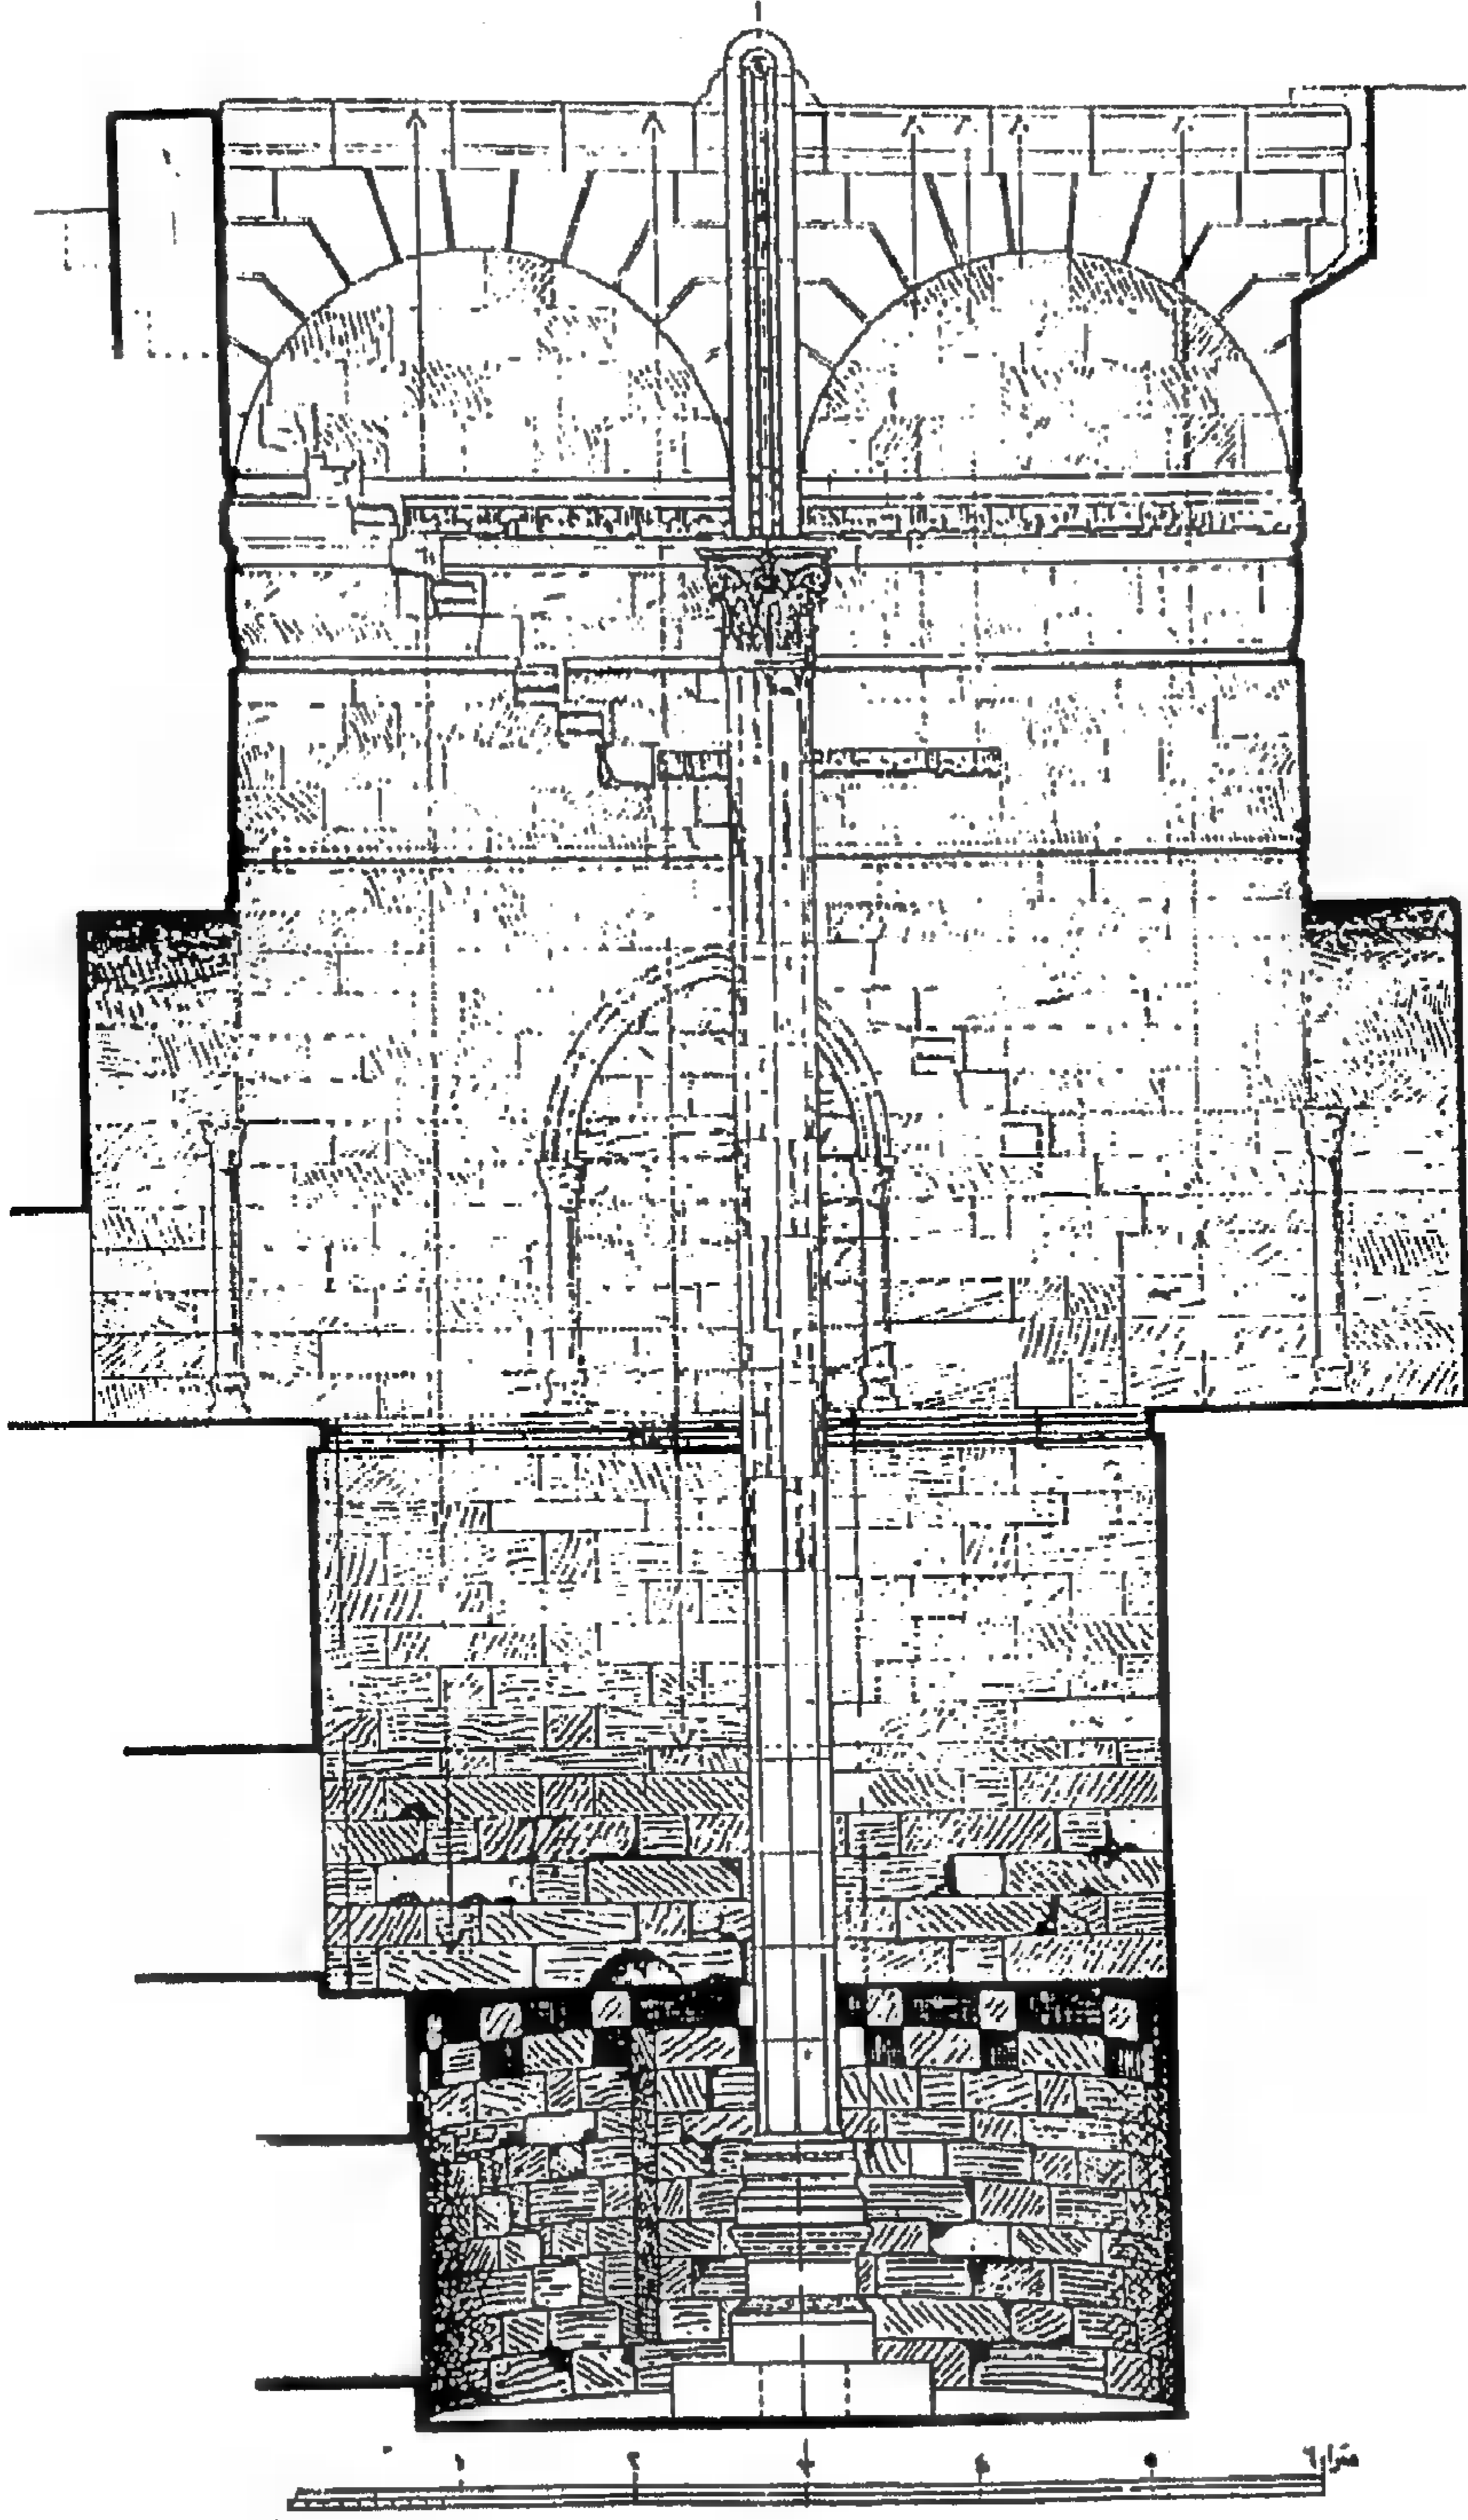 ٠ ١ ٢ ٣ ٤ ٥ ٦ مترا